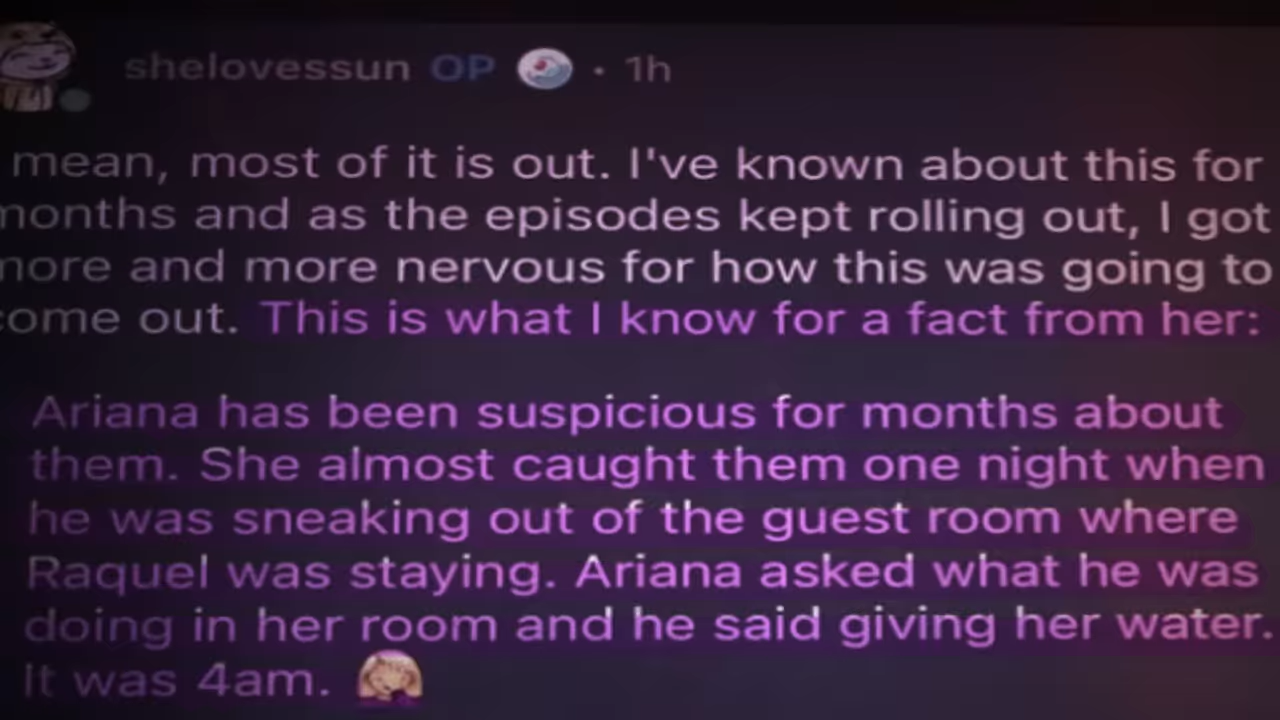 shelovessun OP · 1h
mean, most of it is out. I've known about this for
months and as the episodes kept rolling out, I got
more and more nervous for how this was going to
come out. This is what I know for a fact from her:
Ariana has been suspicious for months about
them. She almost caught them one night when
he was sneaking out of the guest room where
Raquel was staying. Ariana asked what he was
doing in her room and he said giving her water.
It was 4am. 🤦🏼‍♀️